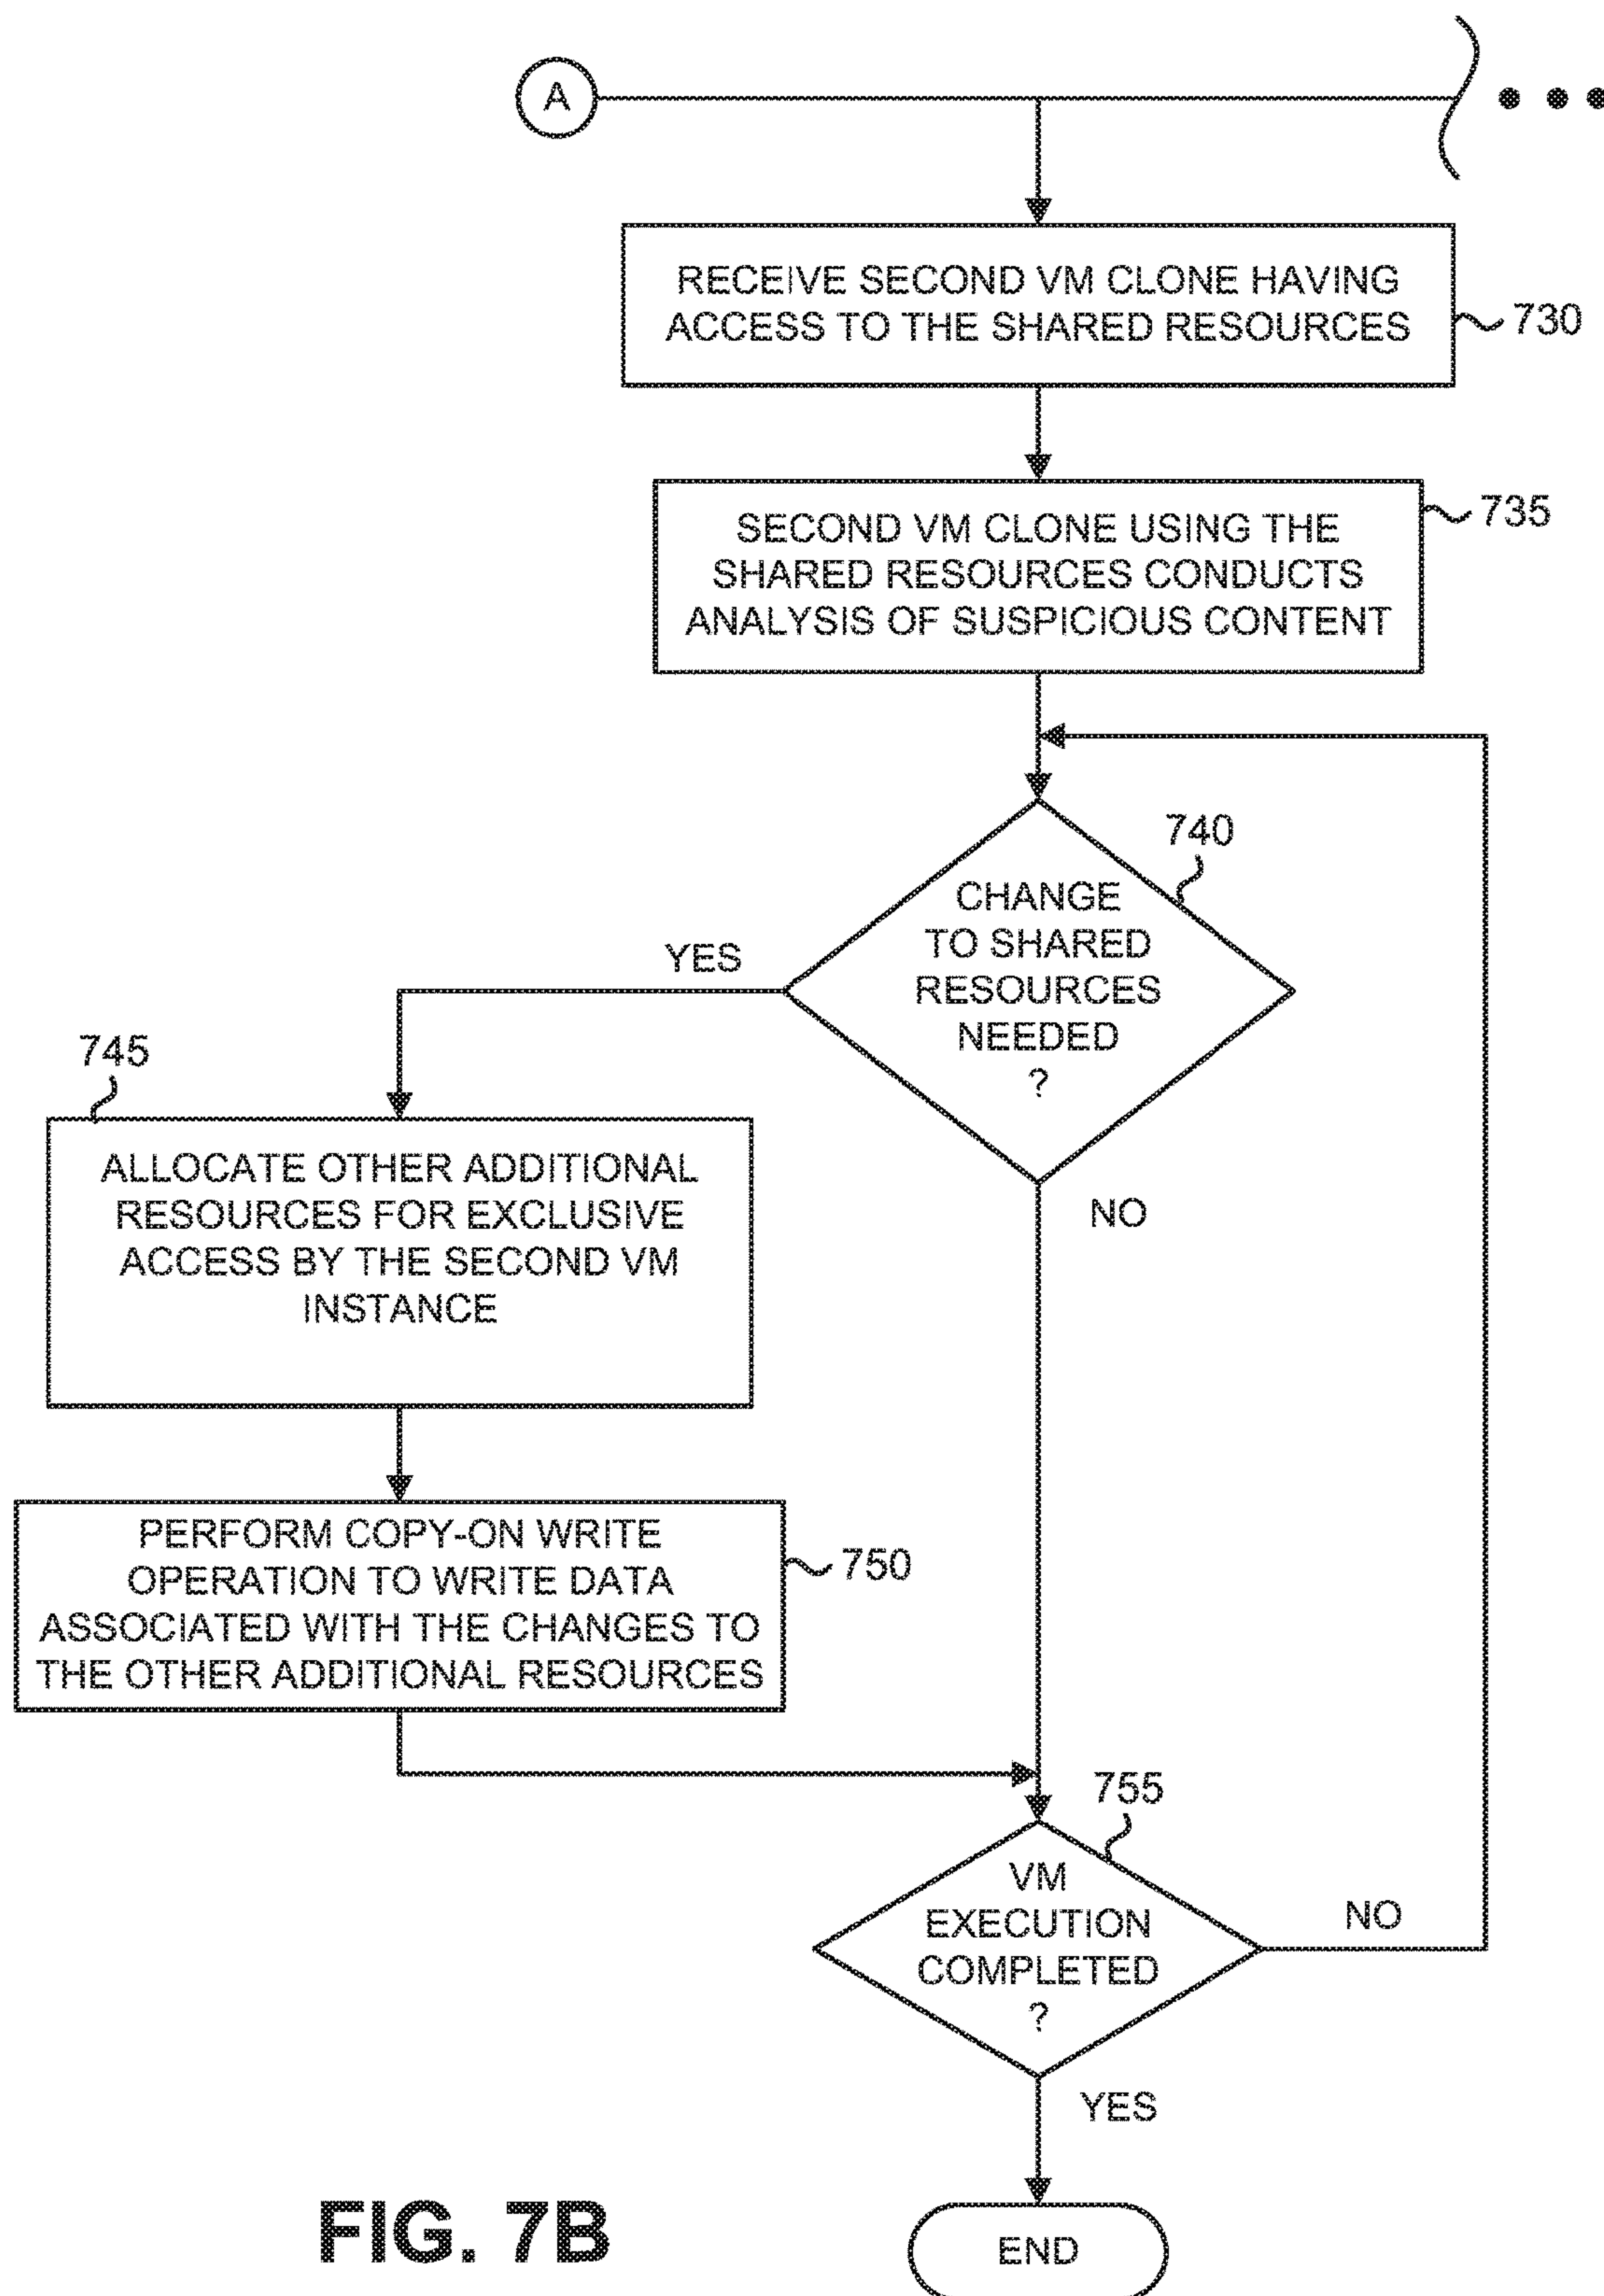 A
RECEIVE SECOND VM CLONE HAVING
ACCESS TO THE SHARED RESOURCES
730
SECOND VM CLONE USING THE
SHARED RESOURCES CONDUCTS
ANALYSIS OF SUSPICIOUS CONTENT
735
740
CHANGE
TO SHARED
RESOURCES
NEEDED
?
YES
NO
745
ALLOCATE OTHER ADDITIONAL
RESOURCES FOR EXCLUSIVE
ACCESS BY THE SECOND VM
INSTANCE
PERFORM COPY-ON WRITE
OPERATION TO WRITE DATA
ASSOCIATED WITH THE CHANGES TO
THE OTHER ADDITIONAL RESOURCES
750
755
VM
EXECUTION
COMPLETED
?
NO
YES
END
FIG. 7B